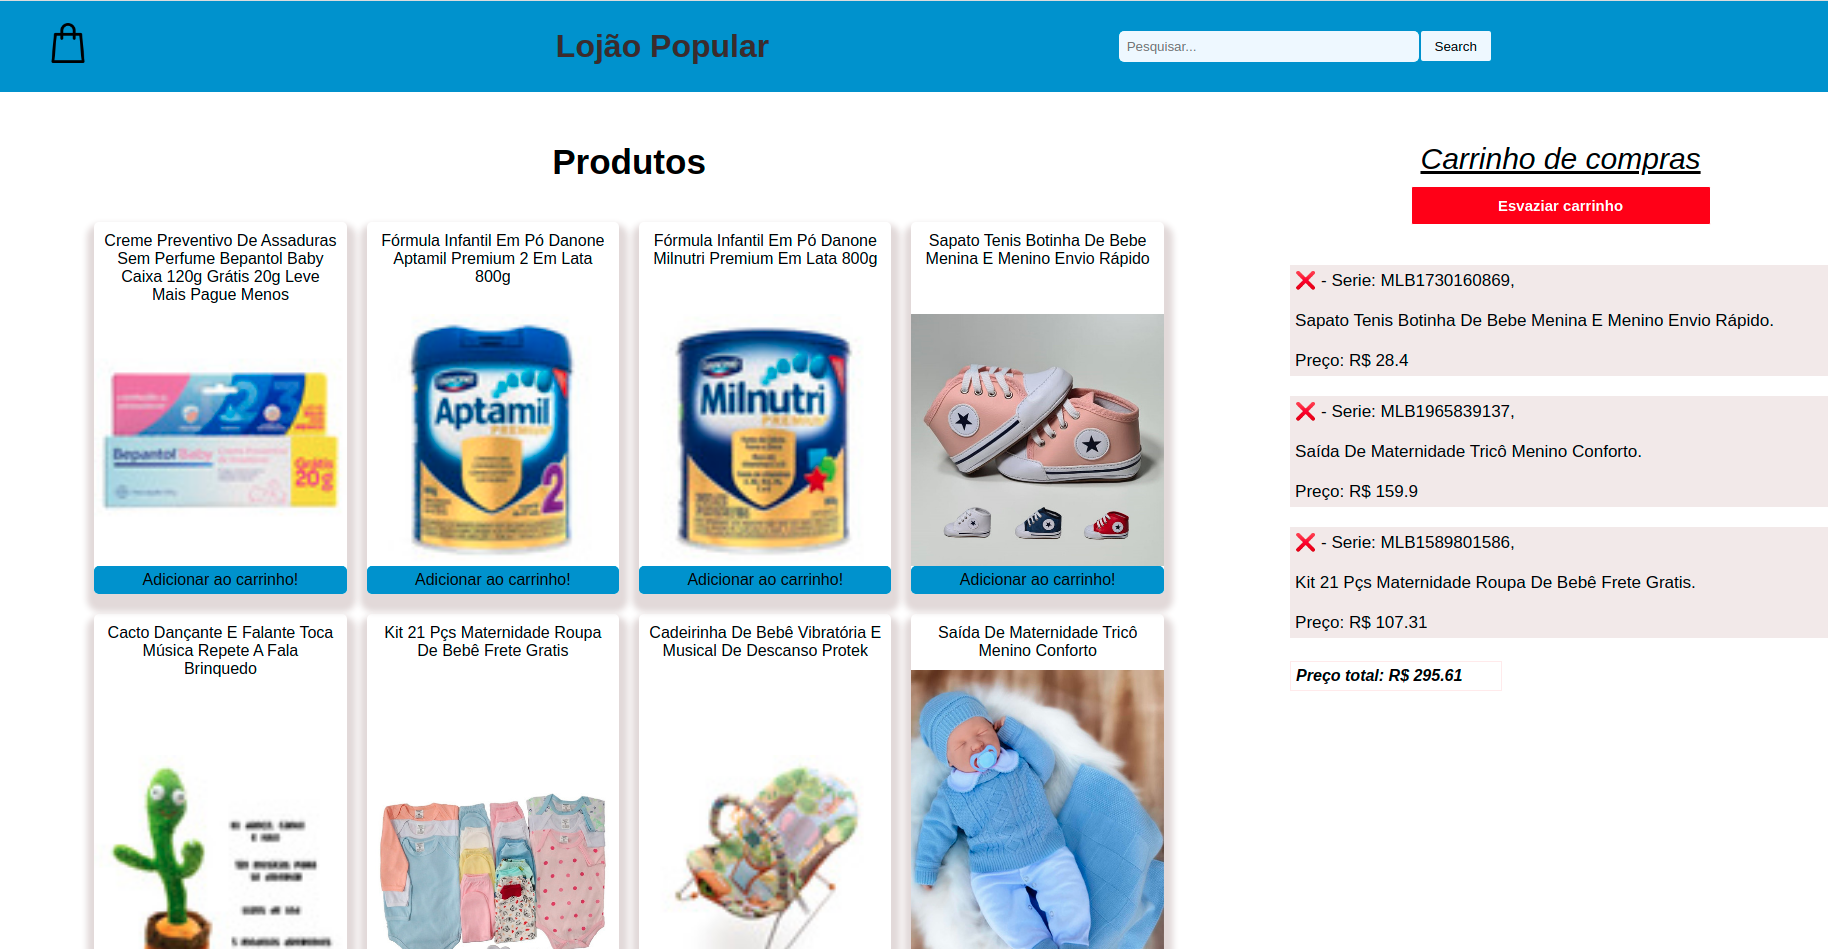 Lojão Popular
Pesquisar...
Search
Produtos
Creme Preventivo De Assaduras
Sem Perfume Bepantol Baby
Caixa 120g Grátis 20g Leve
Mais Pague Menos
23
Bepantol Baby
Grátis
20g
Adicionar ao carrinho!
Fórmula Infantil Em Pó Danone
Aptamil Premium 2 Em Lata
800g
DANONE
Aptamil
PREMIUM
2
Adicionar ao carrinho!
Fórmula Infantil Em Pó Danone
Milnutri Premium Em Lata 800g
DANONE
Milnutri
PREMIUM
Adicionar ao carrinho!
Sapato Tenis Botinha De Bebe
Menina E Menino Envio Rápido
Adicionar ao carrinho!
Cacto Dançante E Falante Toca
Música Repete A Fala
Brinquedo
Kit 21 Pçs Maternidade Roupa
De Bebê Frete Gratis
Cadeirinha De Bebê Vibratória E
Musical De Descanso Protek
Saída De Maternidade Tricô
Menino Conforto
Carrinho de compras
Esvaziar carrinho
❌ - Serie: MLB1730160869,
Sapato Tenis Botinha De Bebe Menina E Menino Envio Rápido.
Preço: R$ 28.4
❌ - Serie: MLB1965839137,
Saída De Maternidade Tricô Menino Conforto.
Preço: R$ 159.9
❌ - Serie: MLB1589801586,
Kit 21 Pçs Maternidade Roupa De Bebê Frete Gratis.
Preço: R$ 107.31
Preço total: R$ 295.61